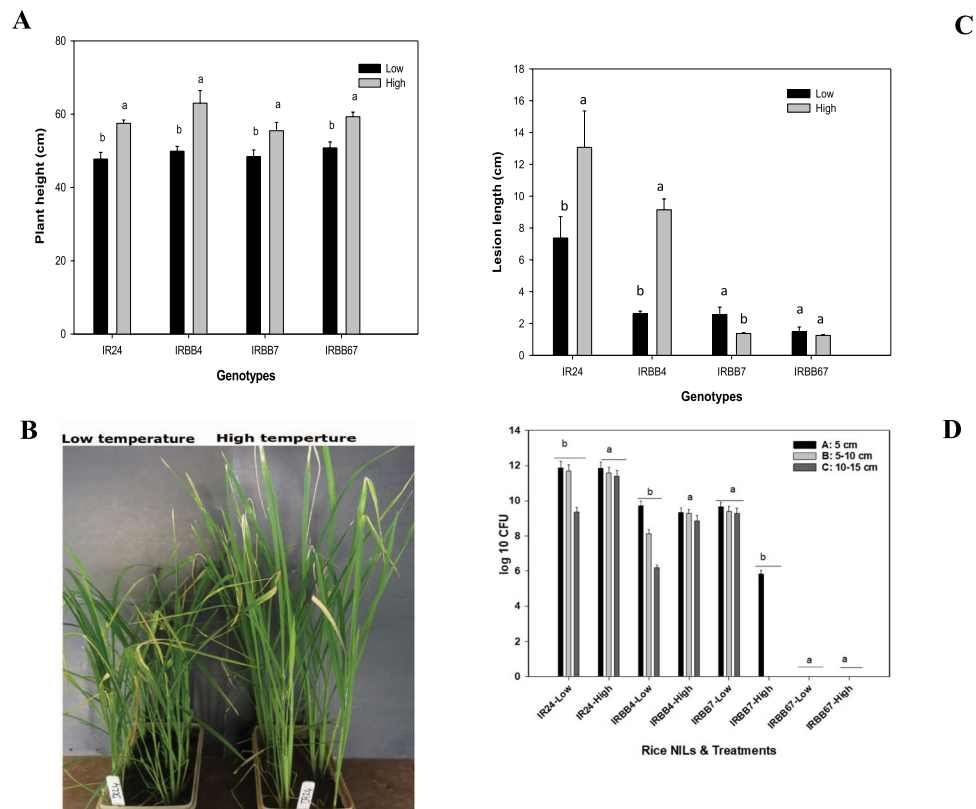 A
80
60
40
20
0
Plant height (cm)
Low
High
b
a
b
a
b
a
b
a
IR24
IRBB4
IRBB7
IRBB67
Genotypes
C
18
16
14
12
10
8
6
4
2
0
Lesion length (cm)
Low
High
b
a
b
a
a
b
a
a
IR24
IRBB4
IRBB7
IRBB67
Genotypes
B
Low temperature High temperture
IR24
IR24
D
14
12
10
8
6
4
2
0
log 10 CFU
A: 5 cm
B: 5-10 cm
C: 10-15 cm
b
a
b
a
a
b
a
a
IR24-Low
IR24-High
IRBB4-Low
IRBB4-High
IRBB7-Low
IRBB7-High
IRBB67-Low
IRBB67-High
Rice NILs & Treatments